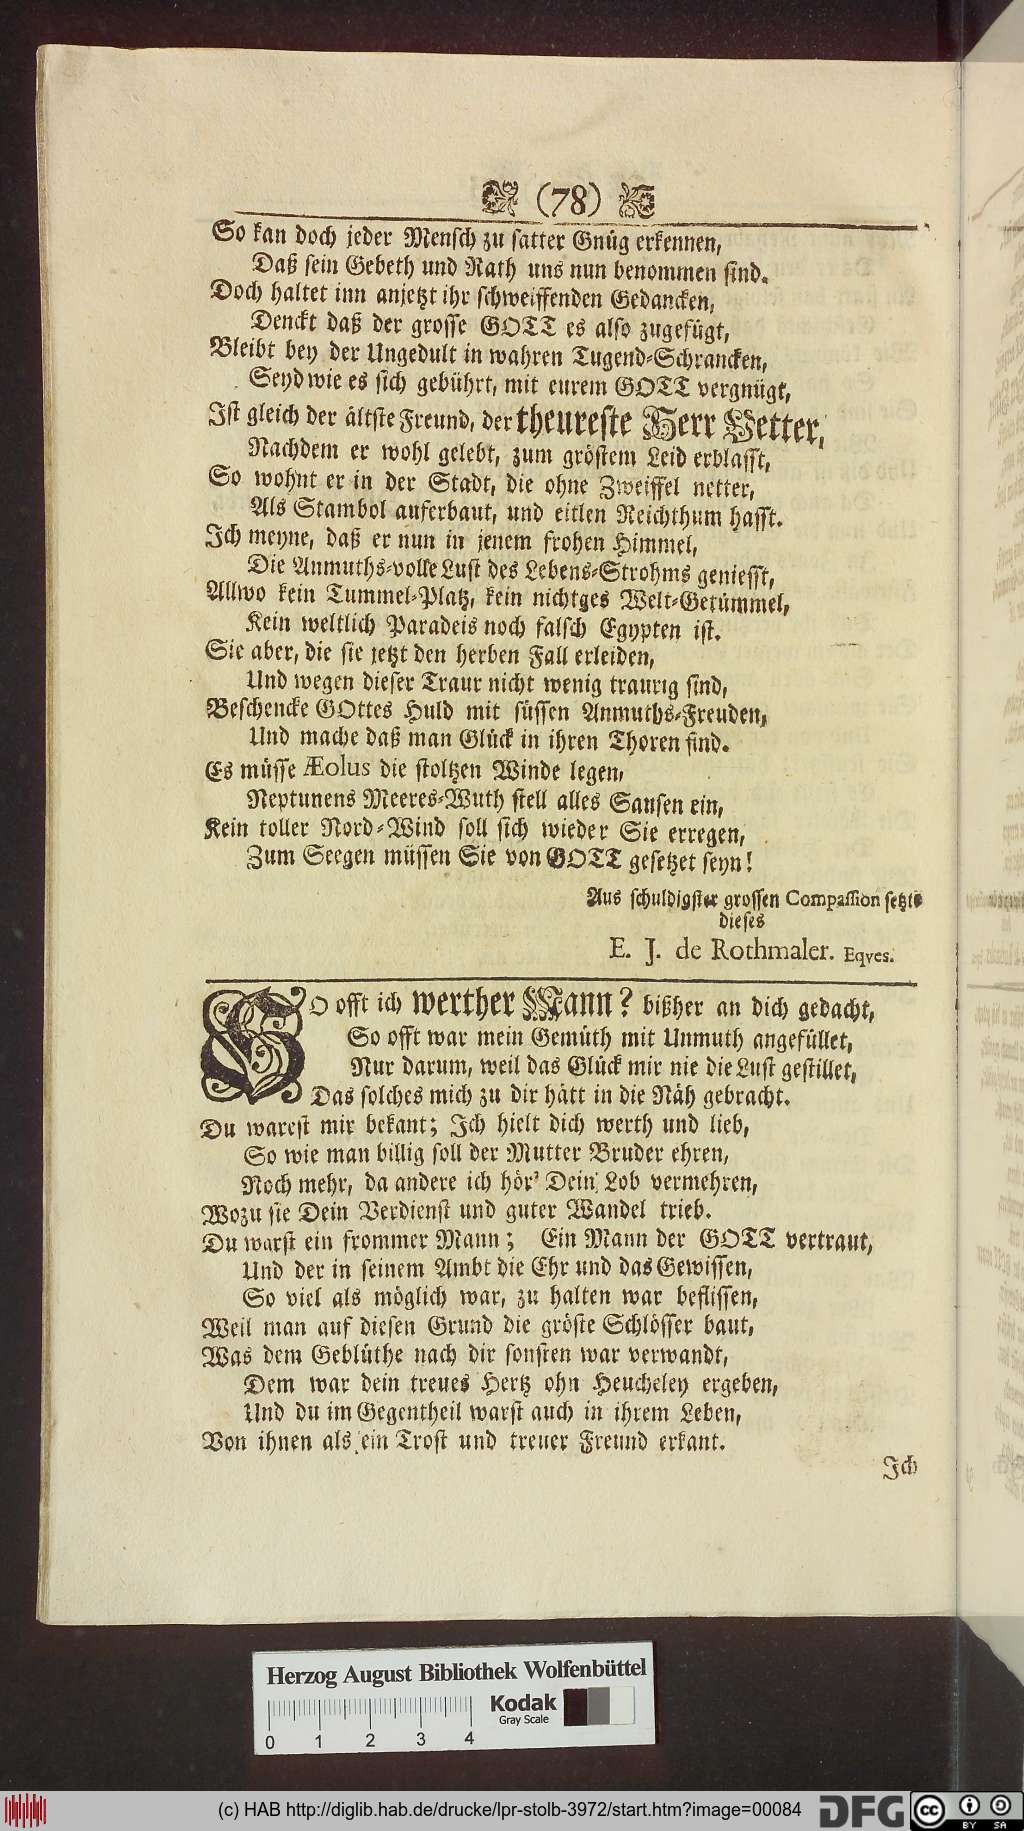 (78)
So kan doch jeder Mensch zu satter Gnüg erkennen,
Daß sein Gebeth und Rath uns nun benommen sind.
Doch haltet inn anjetzt ihr schweiffenden Gedancken,
Denckt daß der grosse GOTT es also zugefügt,
Bleibt bey der Ungedult in wahren Tugend-Schrancken,
Seyd wie es sich gebührt, mit eurem GOTT vergnügt,
Ist gleich der ältste Freund, der theureste Herr Vetter,
Nachdem er wohl gelebt, zum gröstem Leid erblasst,
So wohnt er in der Stadt, die ohne Zweiffel netter,
Als Stambol auferbaut, und eitlen Reichthum hasst.
Ich meyne, daß er nun in jenem frohen Himmel,
Die Anmuths-volle Lust des Lebens-Strohms geniesst,
Allwo kein Tummel-Platz, kein nichtges Welt-Getümmel,
Kein weltlich Paradeis noch falsch Egypten ist.
Sie aber, die sie jetzt den herben Fall erleiden,
Und wegen dieser Traur nicht wenig traurig sind,
Beschencke GOttes Huld mit süssen Anmuths-Freuden,
Und mache daß man Glück in ihren Thoren find.
Es müsse Æolus die stoltzen Winde legen,
Neptunens Meeres-Wuth stell alles Sausen ein,
Kein toller Nord-Wind soll sich wieder Sie erregen,
Zum Seegen müssen Sie von GOTT gesetzet seyn!
Aus schuldigster grossen Compassion setzte
dieses
E. J. de Rothmaler. Eqves.
SO offt ich werther Mann? bißher an dich gedacht,
So offt war mein Gemüth mit Unmuth angefüllet,
Nur darum, weil das Glück mir nie die Lust gestillet,
Das solches mich zu dir hätt in die Näh gebracht.
Du warest mir bekant; Ich hielt dich werth und lieb,
So wie man billig soll der Mutter Bruder ehren,
Noch mehr, da andere ich hör' Dein Lob vermehren,
Wozu sie Dein Verdienst und guter Wandel trieb.
Du warst ein frommer Mann; Ein Mann der GOTT vertraut,
Und der in seinem Ambt die Ehr und das Gewissen,
So viel als möglich war, zu halten war beflissen,
Weil man auf diesen Grund die gröste Schlösser baut,
Was dem Geblüthe nach dir sonsten war verwandt,
Dem war dein treues Hertz ohn Heucheley ergeben,
Und du im Gegentheil warst auch in ihrem Leben,
Von ihnen als ein Trost und treuer Freund erkant.
Ich
Herzog August Bibliothek Wolfenbüttel
Kodak
Gray Scale
0 1 2 3 4
(c) HAB http://diglib.hab.de/drucke/lpr-stolb-3972/start.htm?image=00084
DFG
cc BY SA